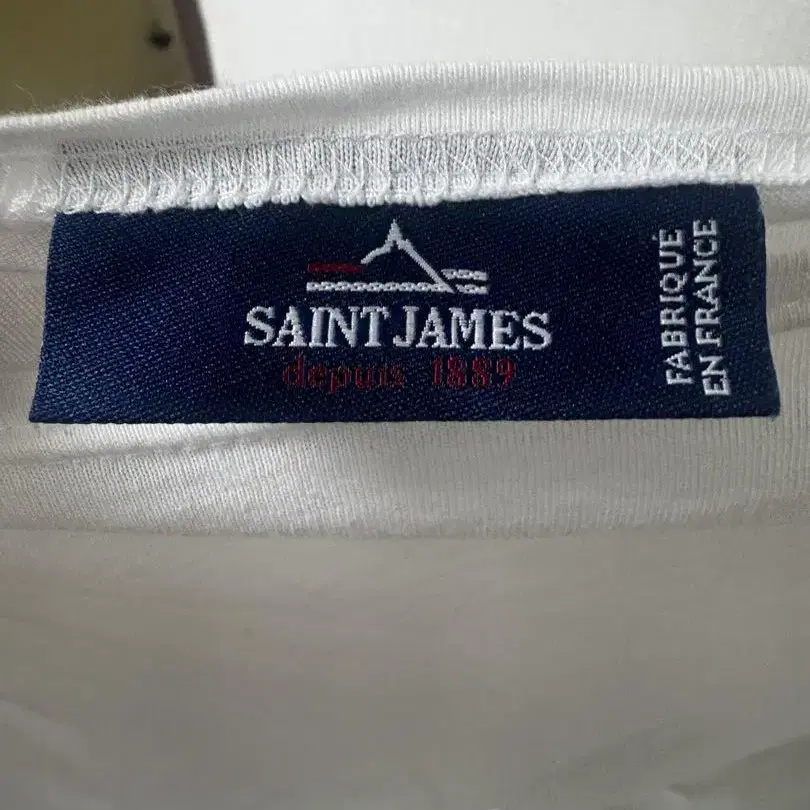 SAINT JAMES
depuis 1889
FABRIQUÉ
EN FRANCE